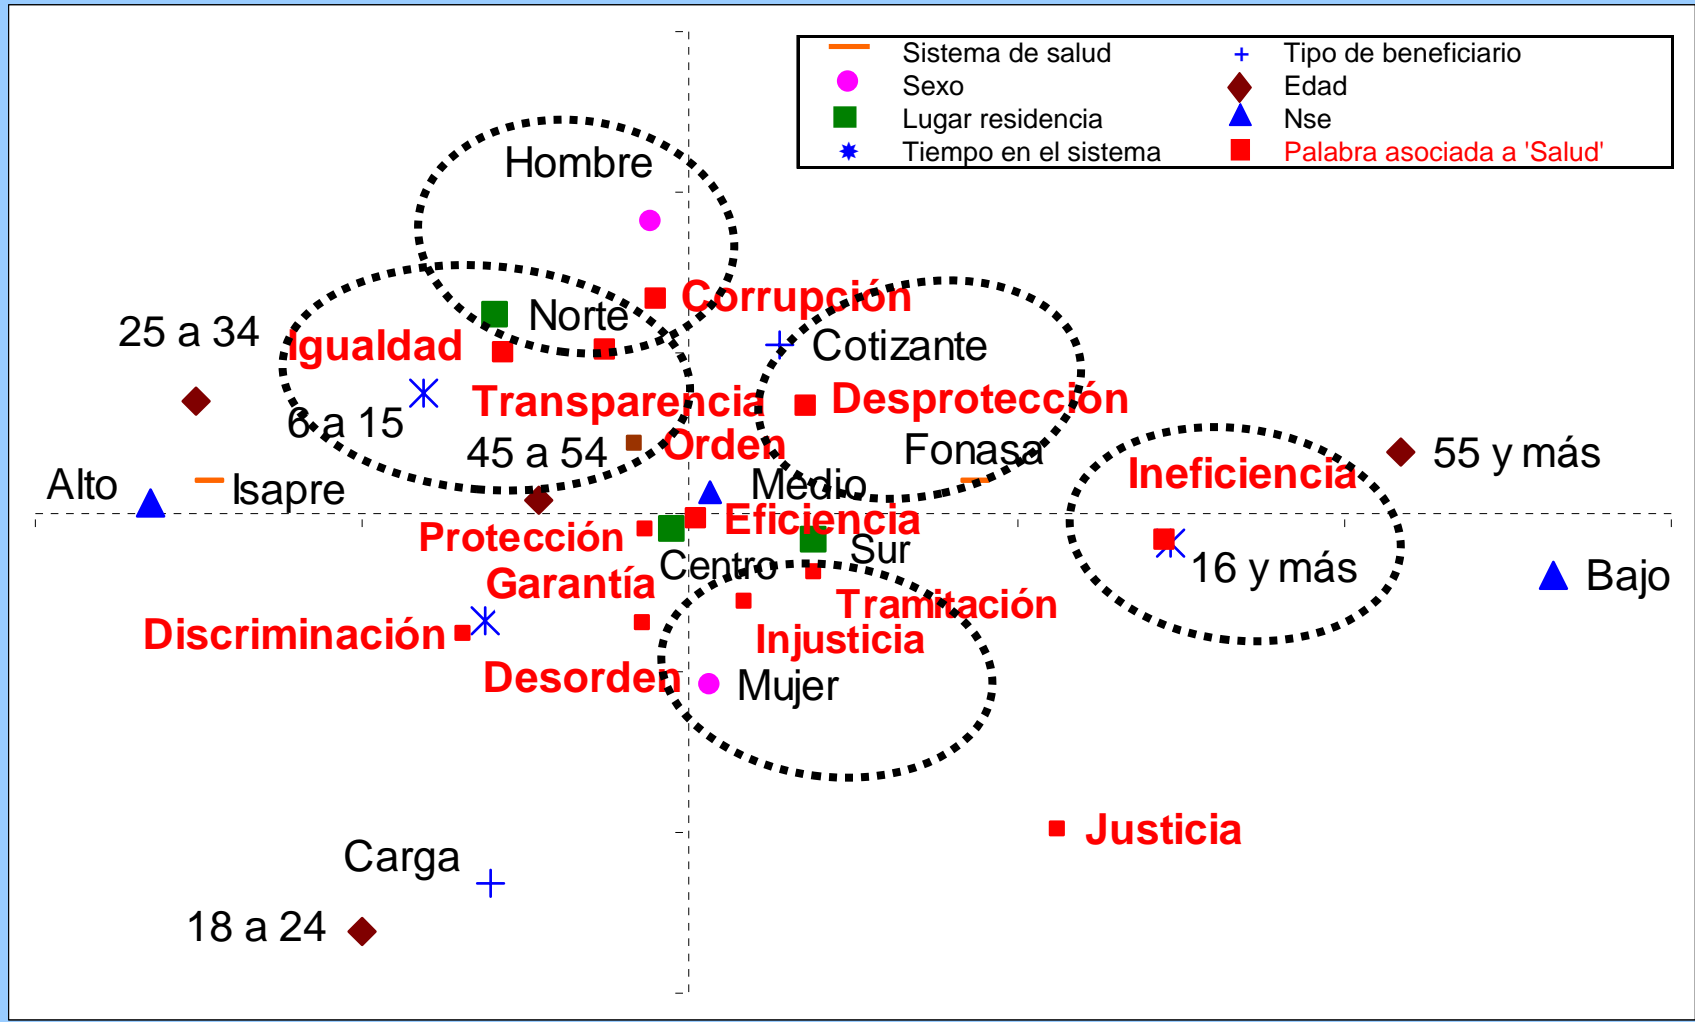 Sistema de salud
Tipo de beneficiario
Sexo
Edad
Lugar residencia
Nse
Tiempo en el sistema
Palabra asociada a 'Salud'
Hombre
Corrupción
Norte
25 a 34
Igualdad
Cotizante
Transparencia
Desprotección
6 a 15
Orden
45 a 54
Fonasa
55 y más
Ineficiencia
Alto
Isapre
Medio
Eficiencia
Protección
Sur
Centro
16 y más
Bajo
Garantía
Tramitación
Discriminación
Injusticia
Desorden
Mujer
Justicia
Carga
18 a 24